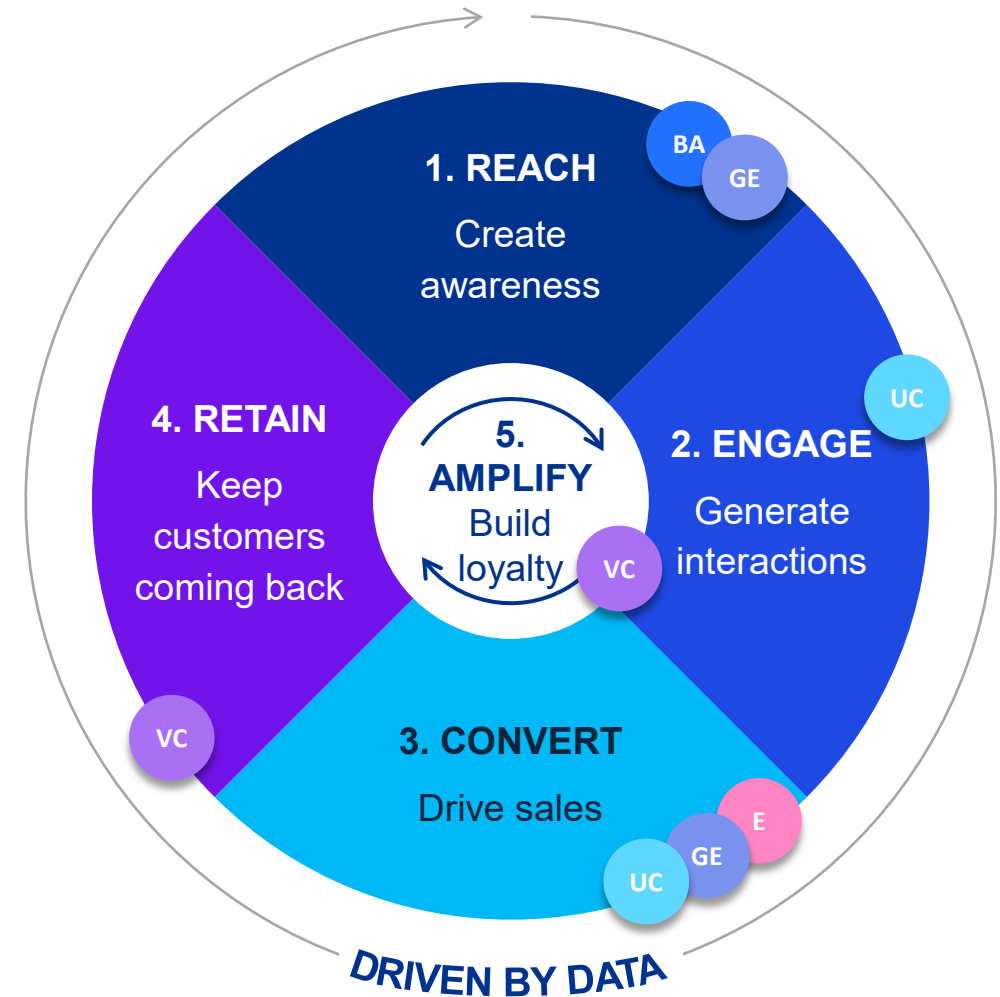 1. REACH
Create
awareness
BA
GE
2. ENGAGE
Generate
interactions
UC
3. CONVERT
Drive sales
E
GE
UC
4. RETAIN
Keep
customers
coming back
VC
5.
AMPLIFY
Build
loyalty
VC
DRIVEN BY DATA